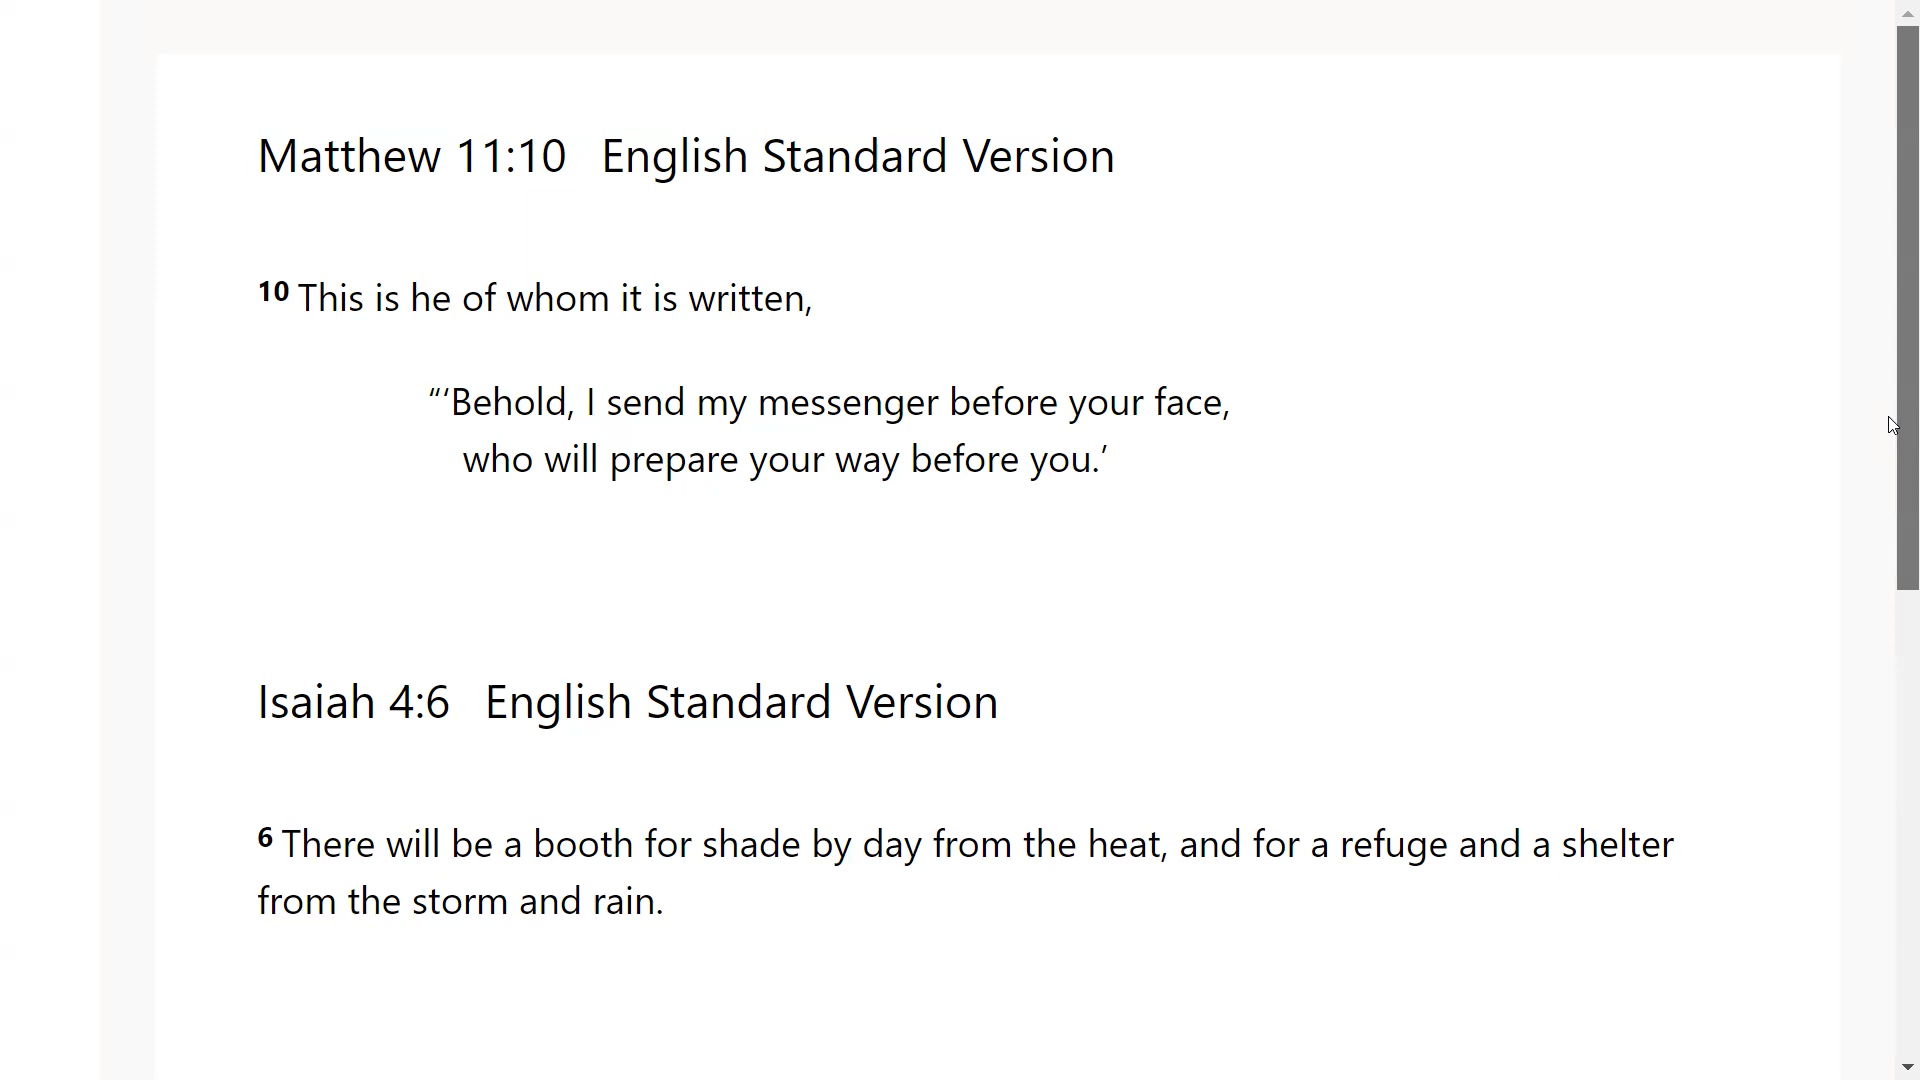 Matthew 11:10 English Standard Version
10 This is he of whom it is written,
“‘Behold, I send my messenger before your face,
who will prepare your way before you.’
Isaiah 4:6 English Standard Version
6 There will be a booth for shade by day from the heat, and for a refuge and a shelter
from the storm and rain.